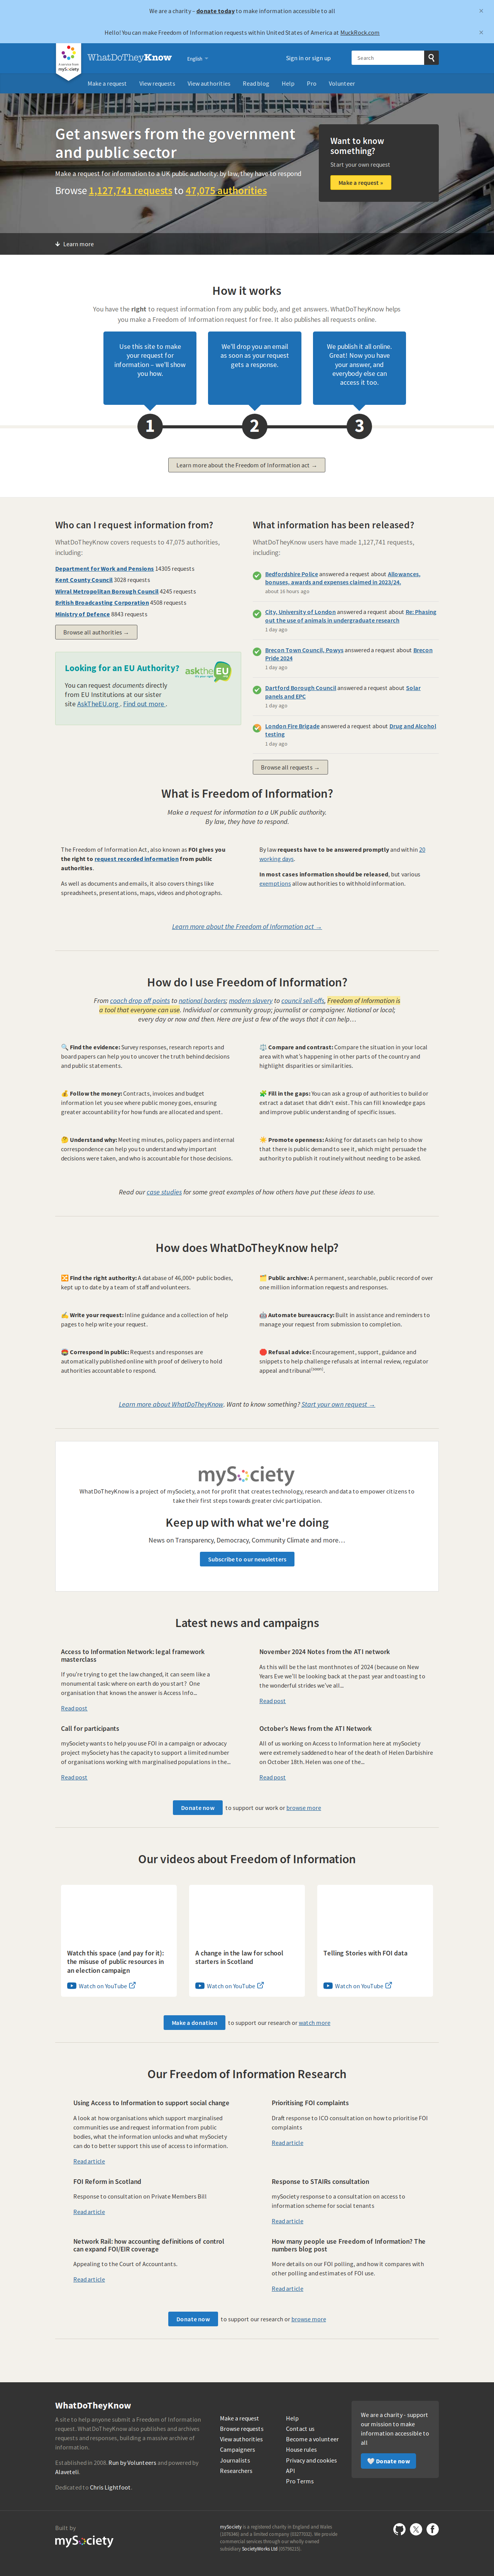 We are a charity – donate today to make information accessible to all
×
Hello! You can make Freedom of Information requests within United States of America at MuckRock.com
×
A service from
mySociety
WhatDoTheyKnow
English
Sign in or sign up
Search
Make a request
View requests
View authorities
Read blog
Help
Pro
Volunteer
Get answers from the government
and public sector
Make a request for information to a UK public authority: by law, they have to respond
Browse 1,127,741 requests to 47,075 authorities
Want to know
something?
Start your own request
Make a request »
↓ Learn more
How it works
You have the right to request information from any public body, and get answers. WhatDoTheyKnow helps
you make a Freedom of Information request for free. It also publishes all requests online.
Use this site to make
your request for
information – we'll show
you how.
We'll drop you an email
as soon as your request
gets a response.
We publish it all online.
Great! Now you have
your answer, and
everybody else can
access it too.
1
2
3
Learn more about the Freedom of Information act →
Who can I request information from?
WhatDoTheyKnow covers requests to 47,075 authorities,
including:
Department for Work and Pensions 14305 requests
Kent County Council 3028 requests
Wirral Metropolitan Borough Council 4245 requests
British Broadcasting Corporation 4508 requests
Ministry of Defence 8843 requests
Browse all authorities →
Looking for an EU Authority?
You can request documents directly
from EU Institutions at our sister
site AskTheEU.org . Find out more .
asktheEU
What information has been released?
WhatDoTheyKnow users have made 1,127,741 requests,
including:
Bedfordshire Police answered a request about Allowances,
bonuses, awards and expenses claimed in 2023/24.
about 16 hours ago
City, University of London answered a request about Re: Phasing
out the use of animals in undergraduate research
1 day ago
Brecon Town Council, Powys answered a request about Brecon
Pride 2024
1 day ago
Dartford Borough Council answered a request about Solar
panels and EPC
1 day ago
London Fire Brigade answered a request about Drug and Alcohol
testing
1 day ago
Browse all requests →
What is Freedom of Information?
Make a request for information to a UK public authority.
By law, they have to respond.
The Freedom of Information Act, also known as FOI gives you
the right to request recorded information from public
authorities.
As well as documents and emails, it also covers things like
spreadsheets, presentations, maps, videos and photographs.
By law requests have to be answered promptly and within 20
working days.
In most cases information should be released, but various
exemptions allow authorities to withhold information.
Learn more about the Freedom of Information act →
How do I use Freedom of Information?
From coach drop off points to national borders; modern slavery to council sell-offs, Freedom of Information is
a tool that everyone can use. Individual or community group; journalist or campaigner. National or local;
every day or now and then. Here are just a few of the ways that it can help…
🔍 Find the evidence: Survey responses, research reports and
board papers can help you to uncover the truth behind decisions
and public statements.
⚖️ Compare and contrast: Compare the situation in your local
area with what's happening in other parts of the country and
highlight disparities or similarities.
💰 Follow the money: Contracts, invoices and budget
information let you see where public money goes, ensuring
greater accountability for how funds are allocated and spent.
🧩 Fill in the gaps: You can ask a group of authorities to build or
extract a dataset that didn't exist. This can fill knowledge gaps
and improve public understanding of specific issues.
🤔 Understand why: Meeting minutes, policy papers and internal
correspondence can help you to understand why important
decisions were taken, and who is accountable for those decisions.
☀️ Promote openness: Asking for datasets can help to show
that there is public demand to see it, which might persuade the
authority to publish it routinely without needing to be asked.
Read our case studies for some great examples of how others have put these ideas to use.
How does WhatDoTheyKnow help?
🔀 Find the right authority: A database of 46,000+ public bodies,
kept up to date by a team of staff and volunteers.
🗂️ Public archive: A permanent, searchable, public record of over
one million information requests and responses.
✍️ Write your request: Inline guidance and a collection of help
pages to help write your request.
🤖 Automate bureaucracy: Built in assistance and reminders to
manage your request from submission to completion.
Correspond in public: Requests and responses are
automatically published online with proof of delivery to hold
authorities accountable to respond.
🛑 Refusal advice: Encouragement, support, guidance and
snippets to help challenge refusals at internal review, regulator
appeal and tribunal(soon).
Learn more about WhatDoTheyKnow. Want to know something? Start your own request →
mySociety
WhatDoTheyKnow is a project of mySociety, a not for profit that creates technology, research and data to empower citizens to
take their first steps towards greater civic participation.
Keep up with what we're doing
News on Transparency, Democracy, Community Climate and more…
Subscribe to our newsletters
Latest news and campaigns
Access to Information Network: legal framework
masterclass
If you're trying to get the law changed, it can seem like a
monumental task: where on earth do you start? One
organisation that knows the answer is Access Info...
Read post
November 2024 Notes from the ATI network
As this will be the last monthnotes of 2024 (because on New
Years Eve we'll be looking back at the past year and toasting to
the wonderful strides we've all...
Read post
Call for participants
mySociety wants to help you use FOI in a campaign or advocacy
project mySociety has the capacity to support a limited number
of organisations working with marginalised populations in the...
Read post
October's News from the ATI Network
All of us working on Access to Information here at mySociety
were extremely saddened to hear of the death of Helen Darbishire
on October 18th. Helen was one of the...
Read post
Donate now to support our work or browse more
Our videos about Freedom of Information
Watch this space (and pay for it):
the misuse of public resources in
an election campaign
Watch on YouTube
A change in the law for school
starters in Scotland
Watch on YouTube
Telling Stories with FOI data
Watch on YouTube
Make a donation to support our research or watch more
Our Freedom of Information Research
Using Access to Information to support social change
A look at how organisations which support marginalised
communities use and request information from public
bodies, what the information unlocks and what mySociety
can do to better support this use of access to information.
Read article
Prioritising FOI complaints
Draft response to ICO consultation on how to prioritise FOI
complaints
Read article
FOI Reform in Scotland
Response to consultation on Private Members Bill
Read article
Response to STAIRs consultation
mySociety response to a consultation on access to
information scheme for social tenants
Read article
Network Rail: how accounting definitions of control
can expand FOI/EIR coverage
Appealing to the Court of Accountants.
Read article
How many people use Freedom of Information? The
numbers blog post
More details on our FOI polling, and how it compares with
other polling and estimates of FOI use.
Read article
Donate now to support our research or browse more
WhatDoTheyKnow
A site to help anyone submit a Freedom of Information
request. WhatDoTheyKnow also publishes and archives
requests and responses, building a massive archive of
information.
Established in 2008. Run by Volunteers and powered by
Alaveteli.
Dedicated to Chris Lightfoot.
Make a request
Browse requests
View authorities
Campaigners
Journalists
Researchers
Help
Contact us
Become a volunteer
House rules
Privacy and cookies
API
Pro Terms
We are a charity - support
our mission to make
information accessible to
all
🤍 Donate now
Built by
mySociety
mySociety is a registered charity in England and Wales
(1076346) and a limited company (03277032). We provide
commercial services through our wholly owned
subsidiary SocietyWorks Ltd (05798215).